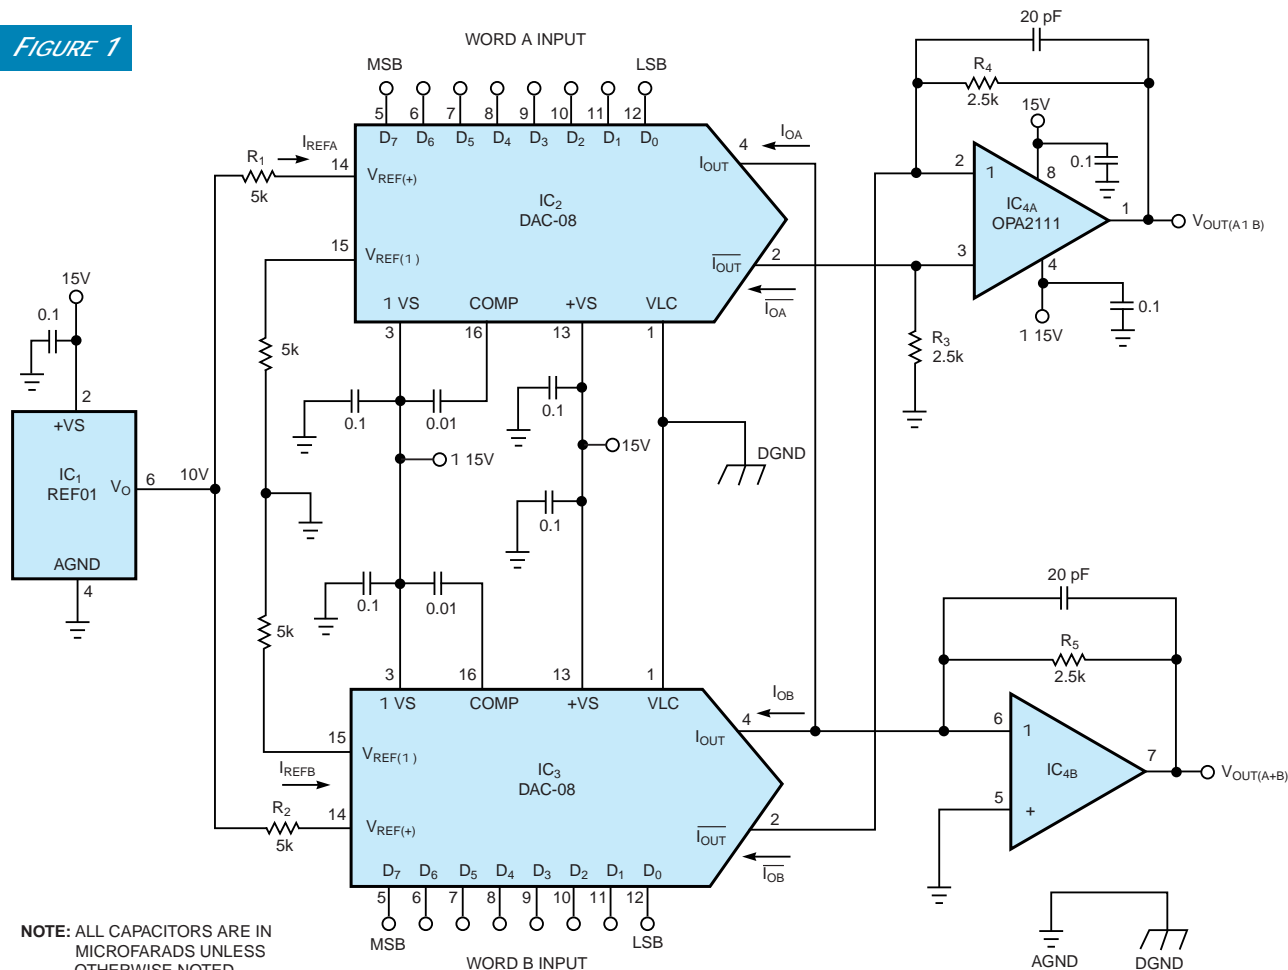 FIGURE 1
WORD A INPUT
MSB LSB
5 6 7 8 9 10 11 12
D7 D6 D5 D4 D3 D2 D1 D0
R1 IREFA 14 VREF(+)
5k
IC2
DAC-08
IOUT 4 IOA
15 VREF(1)
IOUT 2
IOA
1 VS COMP +VS VLC
3 16 13 1
20 pF
R4
2.5k
15V
0.1
2 1 8
IC4A
OPA2111
1 VOUT(A1B)
3 4
0.1
1 15V
R3
2.5k
15V
0.1
2
+VS
IC1
REF01
VO 6 10V
AGND
4
5k
0.1 0.01 0.1
1 15V 15V
DGND
0.1
0.1 0.01
5k
3 16 13 1
1 VS COMP +VS VLC
15 VREF(1)
IOUT 4 IOB
IREFB
IC3
DAC-08
R2 14 VREF(+)
5k
IOUT 2
IOB
D7 D6 D5 D4 D3 D2 D1 D0
5 6 7 8 9 10 11 12
MSB LSB
WORD B INPUT
20 pF
R5
2.5k
6 1
IC4B
7 VOUT(A+B)
5 +
AGND DGND
NOTE: ALL CAPACITORS ARE IN
MICROFARADS UNLESS
OTHERWISE NOTED